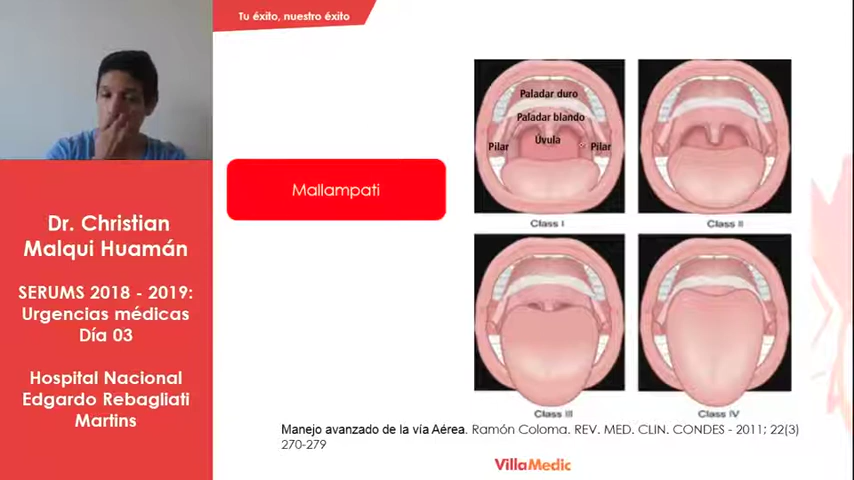 Tu éxito, nuestro éxito
Dr. Christian
Malqui Huamán
SERUMS 2018 - 2019:
Urgencias médicas
Día 03
Hospital Nacional
Edgardo Rebagliati
Martins
Mallampati
Paladar duro
Paladar blando
Úvula
Pilar
Pilar
Class I
Class II
Class III
Class IV
Manejo avanzado de la vía Aérea. Ramón Coloma. REV. MED. CLIN. CONDES - 2011; 22(3)
270-279
VillaMedic